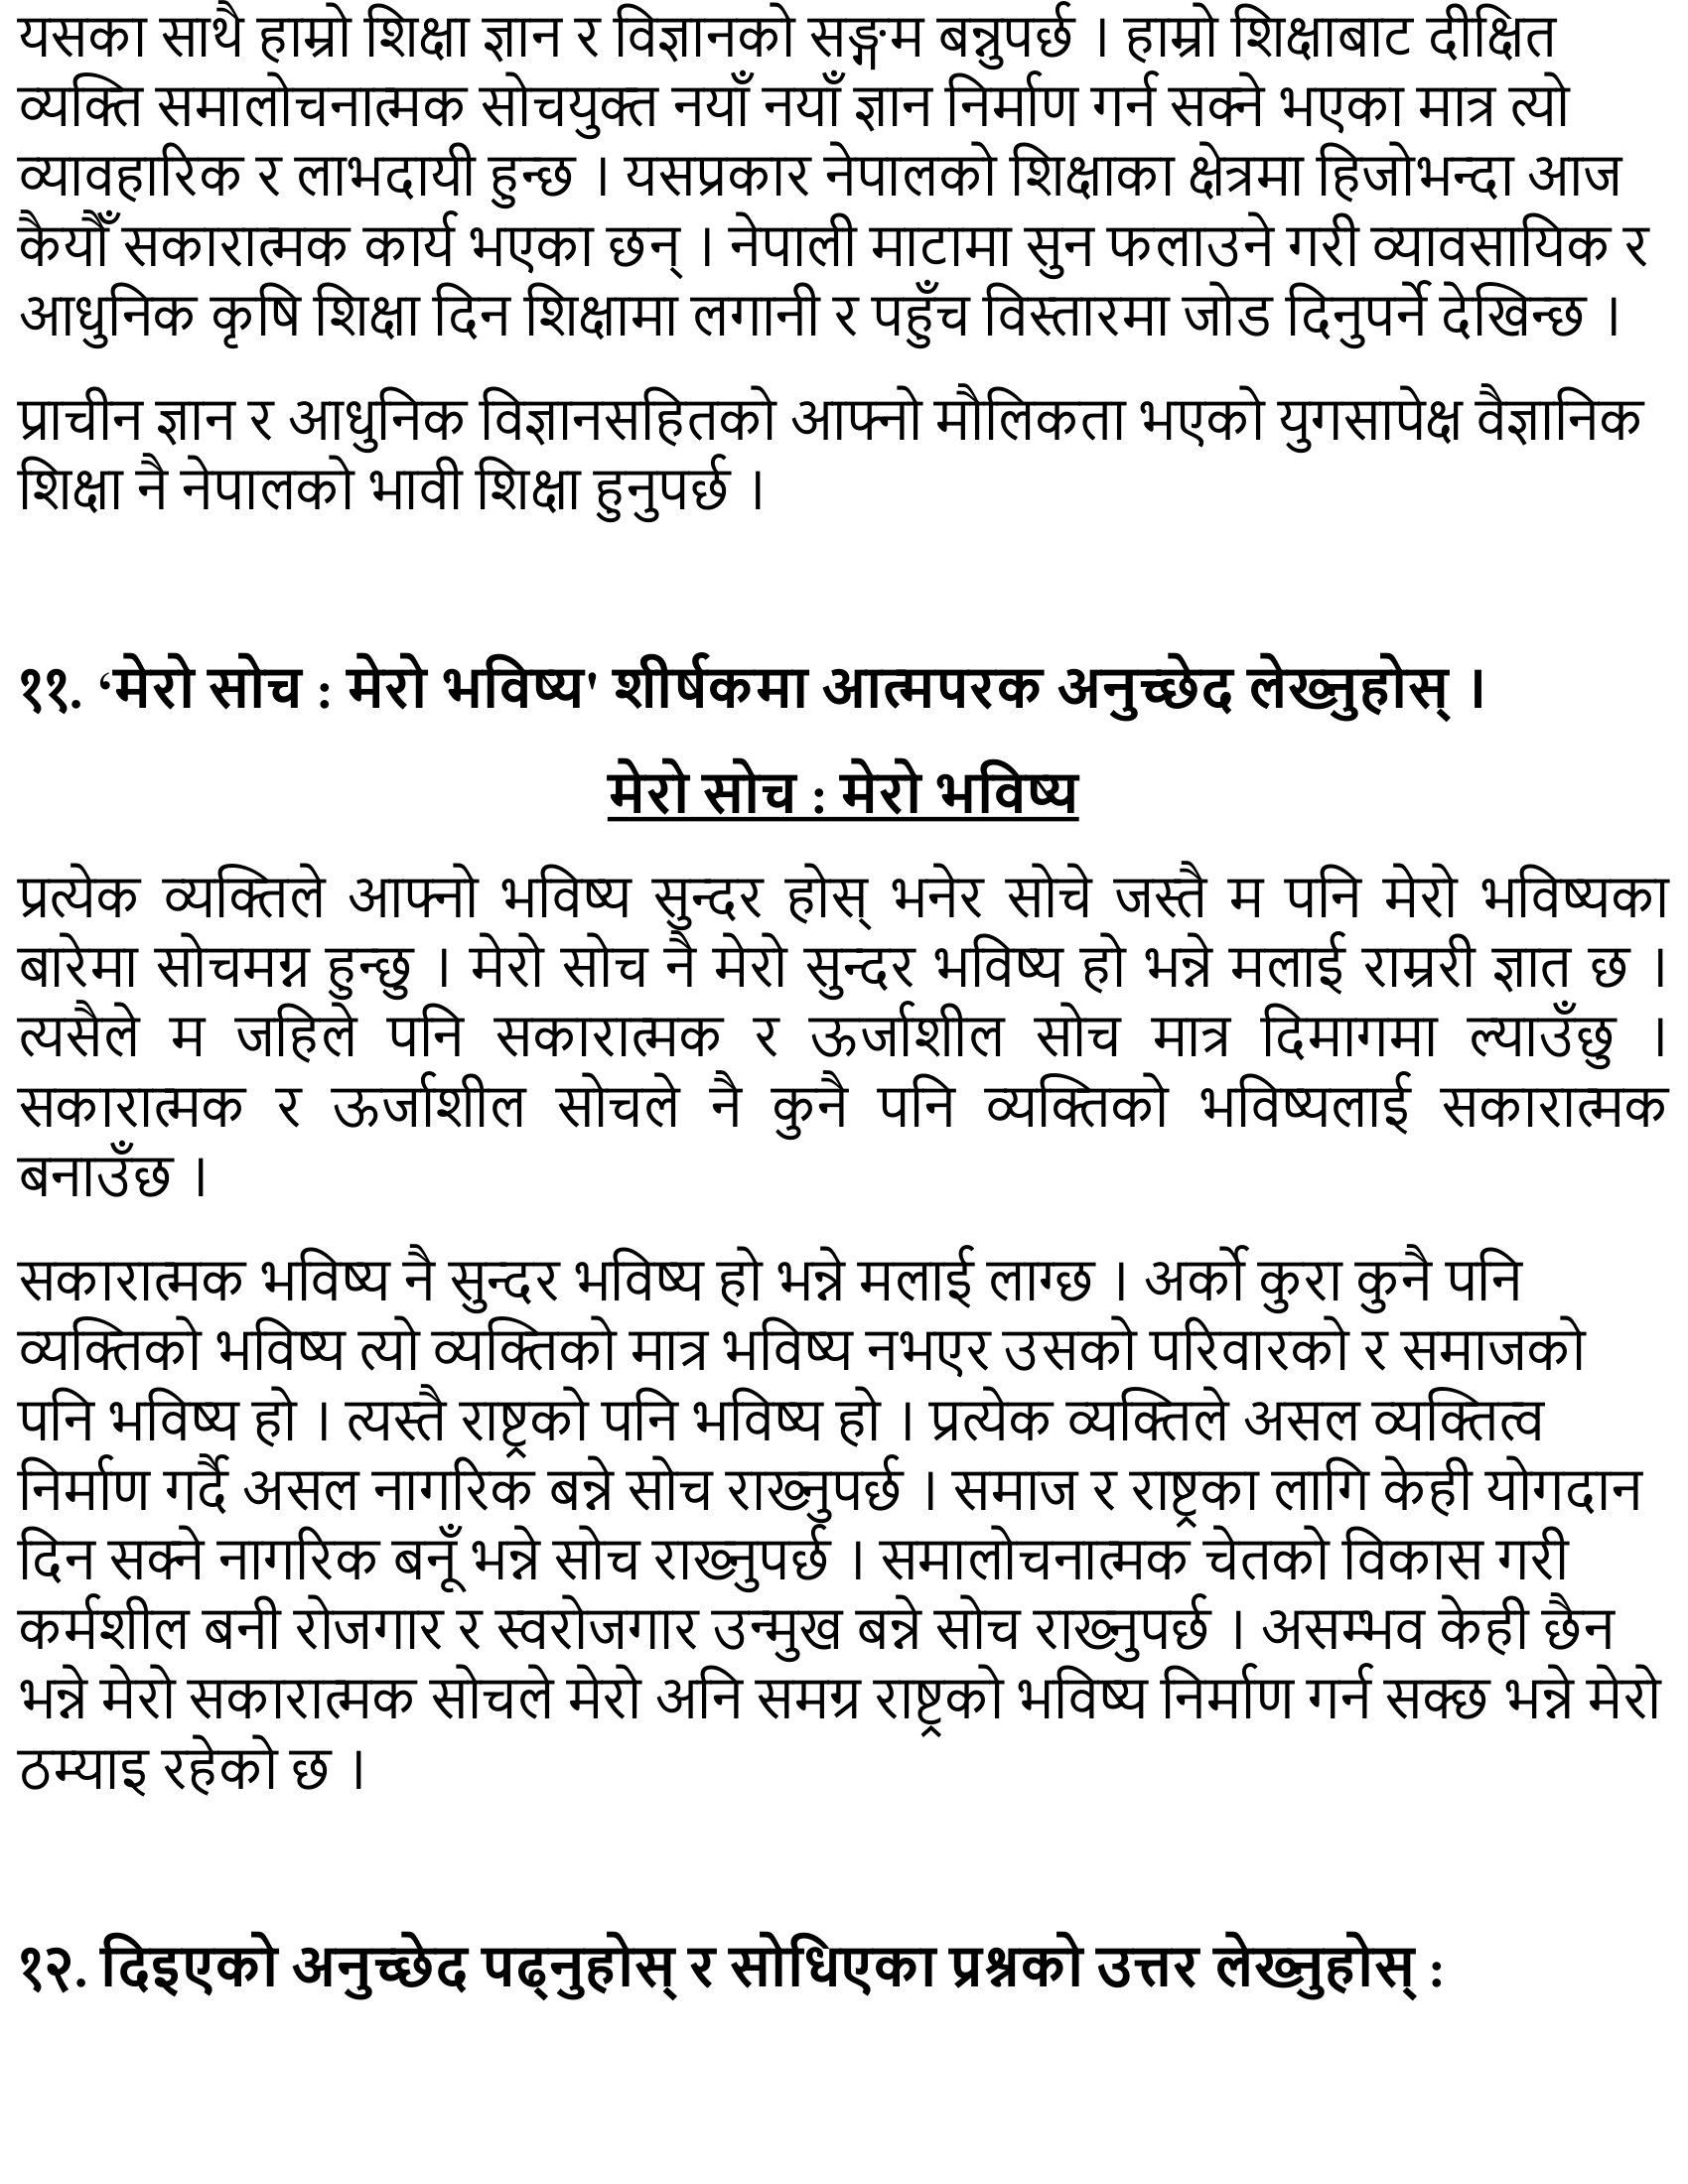 यसका साथै हाम्रो शिक्षा ज्ञान र विज्ञानको सङ्गम बन्नुपर्छ । हाम्रो शिक्षाबाट दीक्षित
व्यक्ति समालोचनात्मक सोचयुक्त नयाँ नयाँ ज्ञान निर्माण गर्न सक्ने भएका मात्र त्यो
व्यावहारिक र लाभदायी हुन्छ । यसप्रकार नेपालको शिक्षाका क्षेत्रमा हिजोभन्दा आज
कैयौँ सकारात्मक कार्य भएका छन् । नेपाली माटामा सुन फलाउने गरी व्यावसायिक र
आधुनिक कृषि शिक्षा दिन शिक्षामा लगानी र पहुँच विस्तारमा जोड दिनुपर्ने देखिन्छ ।
प्राचीन ज्ञान र आधुनिक विज्ञानसहितको आफ्नो मौलिकता भएको युगसापेक्ष वैज्ञानिक
शिक्षा नै नेपालको भावी शिक्षा हुनुपर्छ ।
११. ‘मेरो सोच : मेरो भविष्य' शीर्षकमा आत्मपरक अनुच्छेद लेख्नुहोस् ।
मेरो सोच : मेरो भविष्य
प्रत्येक व्यक्तिले आफ्नो भविष्य सुन्दर होस् भनेर सोचे जस्तै म पनि मेरो भविष्यका
बारेमा सोचमग्न हुन्छु । मेरो सोच नै मेरो सुन्दर भविष्य हो भन्ने मलाई राम्ररी ज्ञात छ ।
त्यसैले म जहिले पनि सकारात्मक र ऊर्जाशील सोच मात्र दिमागमा ल्याउँछु ।
सकारात्मक र ऊर्जाशील सोचले नै कुनै पनि व्यक्तिको भविष्यलाई सकारात्मक
बनाउँछ ।
सकारात्मक भविष्य नै सुन्दर भविष्य हो भन्ने मलाई लाग्छ । अर्को कुरा कुनै पनि
व्यक्तिको भविष्य त्यो व्यक्तिको मात्र भविष्य नभएर उसको परिवारको र समाजको
पनि भविष्य हो । त्यस्तै राष्ट्रको पनि भविष्य हो । प्रत्येक व्यक्तिले असल व्यक्तित्व
निर्माण गर्दै असल नागरिक बन्ने सोच राख्नुपर्छ । समाज र राष्ट्रका लागि केही योगदान
दिन सक्ने नागरिक बनूँ भन्ने सोच राख्नुपर्छ । समालोचनात्मक चेतको विकास गरी
कर्मशील बनी रोजगार र स्वरोजगार उन्मुख बन्ने सोच राख्नुपर्छ । असम्भव केही छैन
भन्ने मेरो सकारात्मक सोचले मेरो अनि समग्र राष्ट्रको भविष्य निर्माण गर्न सक्छ भन्ने मेरो
ठम्याइ रहेको छ ।
१२. दिइएको अनुच्छेद पढ्नुहोस् र सोधिएका प्रश्नको उत्तर लेख्नुहोस् :